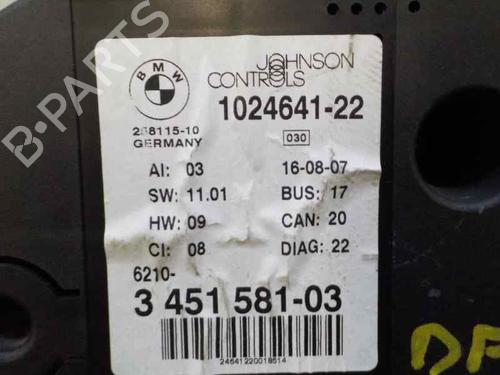 BMW
JOHNSON
CONTROLS
1024641-22
288115-10
GERMANY
030
AI: 03
16-08-07
SW: 11.01
BUS: 17
HW: 09
CAN: 20
CI: 08
DIAG: 22
6210-
3 451 581-03
24641220018614
B-PARTS